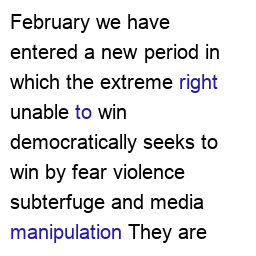 February we have
entered a new period in
which the extreme right
unable to win
democratically seeks to
win by fear violence
subterfuge and media
manipulation They are